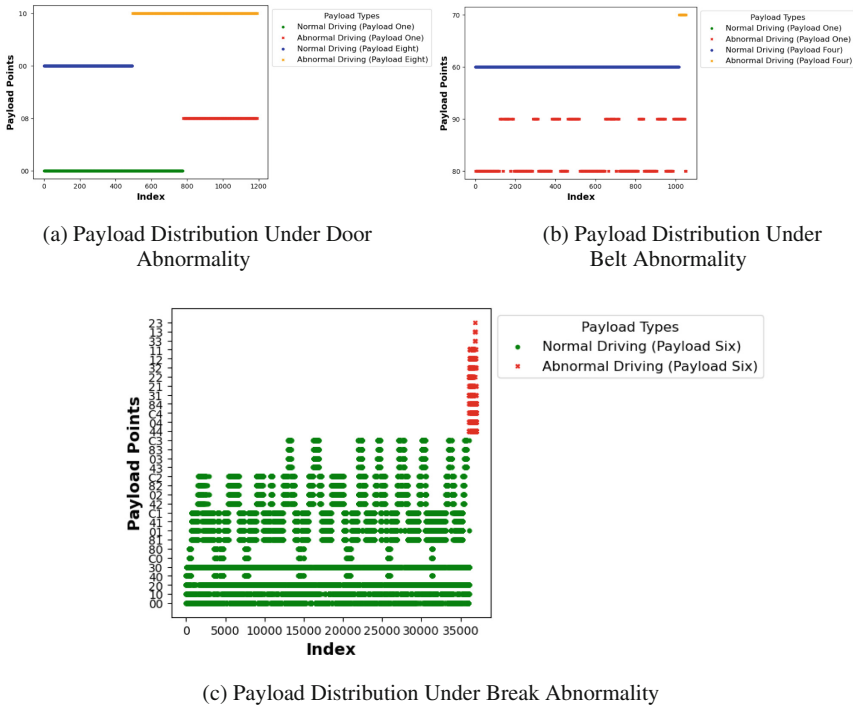 Payload Types
Normal Driving (Payload One)
Abnormal Driving (Payload One)
Normal Driving (Payload Eight)
Abnormal Driving (Payload Eight)
10
00
08
00
Payload Points
0 200 400 600 800 1000 1200
Index
(a) Payload Distribution Under Door
Abnormality
Payload Types
Normal Driving (Payload One)
Abnormal Driving (Payload One)
Normal Driving (Payload Four)
Abnormal Driving (Payload Four)
70
60
90
80
Payload Points
0 200 400 600 800 1000
Index
(b) Payload Distribution Under
Belt Abnormality
Payload Types
Normal Driving (Payload Six)
Abnormal Driving (Payload Six)
23
13
33
11
12
32
22
21
31
84
C4
04
44
C3
83
03
43
C2
82
02
42
C1
41
01
81
80
C0
30
40
20
10
00
Payload Points
0 5000 10000 15000 20000 25000 30000 35000
Index
(c) Payload Distribution Under Break Abnormality